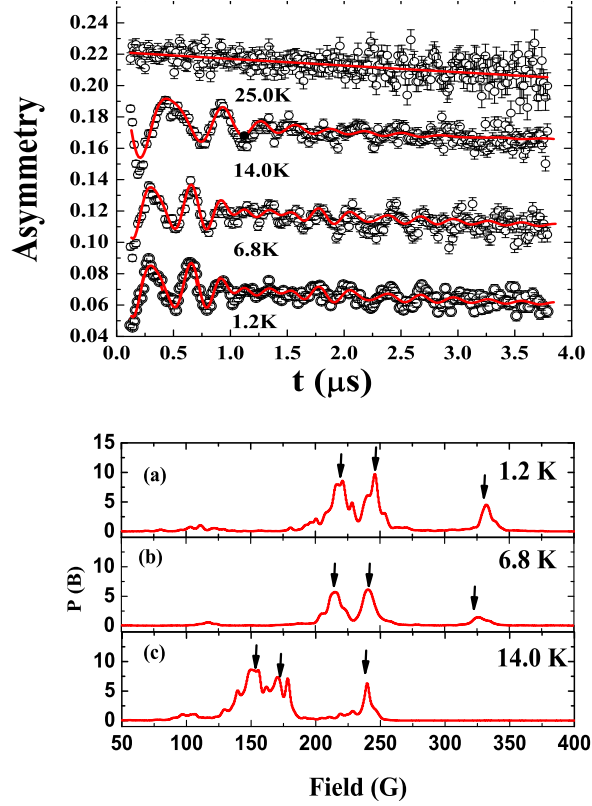 0.24
0.22
0.20
0.18
0.16
0.14
0.12
0.10
0.08
0.06
0.04
Asymmetry
25.0K
14.0K
6.8K
1.2K
0.0 0.5 1.0 1.5 2.0 2.5 3.0 3.5 4.0
t (μs)
15
10
5
0
(a)
1.2 K
10
5
0
(b)
6.8 K
P (B)
10
5
0
(c)
14.0 K
50 100 150 200 250 300 350 400
Field (G)